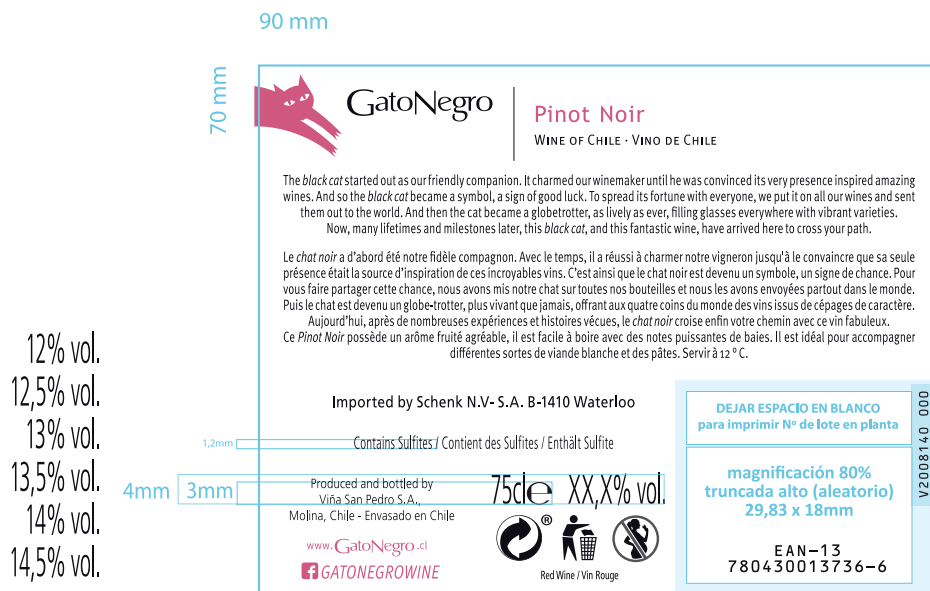 90 mm
70 mm
GatoNegro
Pinot Noir
WINE OF CHILE · VINO DE CHILE
The black cat started out as our friendly companion. It charmed our winemaker until he was convinced its very presence inspired amazing
wines. And so the black cat became a symbol, a sign of good luck. To spread its fortune with everyone, we put it on all our wines and sent
them out to the world. And then the cat became a globetrotter, as lively as ever, filling glasses everywhere with vibrant varieties.
Now, many lifetimes and milestones later, this black cat, and this fantastic wine, have arrived here to cross your path.
Le chat noir a d'abord été notre fidèle compagnon. Avec le temps, il a réussi à charmer notre vigneron jusqu'à le convaincre que sa seule
présence était la source d'inspiration de ces incroyables vins. C'est ainsi que le chat noir est devenu un symbole, un signe de chance. Pour
vous faire partager cette chance, nous avons mis notre chat sur toutes nos bouteilles et nous les avons envoyées partout dans le monde.
Puis le chat est devenu un globe-trotter, plus vivant que jamais, offrant aux quatre coins du monde des vins issus de cépages de caractère.
Aujourd'hui, après de nombreuses expériences et histoires vécues, le chat noir croise enfin votre chemin avec ce vin fabuleux.
Ce Pinot Noir possède un arôme fruité agréable, il est facile à boire avec des notes puissantes de baies. Il est idéal pour accompagner
différentes sortes de viande blanche et des pâtes. Servir à 12 º C.
12% vol.
12,5% vol.
13% vol.
13,5% vol.
14% vol.
14,5% vol.
Imported by Schenk N.V- S.A. B-1410 Waterloo
1,2mm
Contains Sulfites / Contient des Sulfites / Enthält Sulfite
4mm
3mm
Produced and bottled by
Viña San Pedro S.A.,
Molina, Chile - Envasado en Chile
www.GatoNegro.cl
GATONEGROWINE
75cl e XX,X% vol.
®
Red Wine / Vin Rouge
DEJAR ESPACIO EN BLANCO
para imprimir Nº de lote en planta
magnificación 80%
truncada alto (aleatorio)
29,83 x 18mm
EAN-13
780430013736-6
V2008140 000